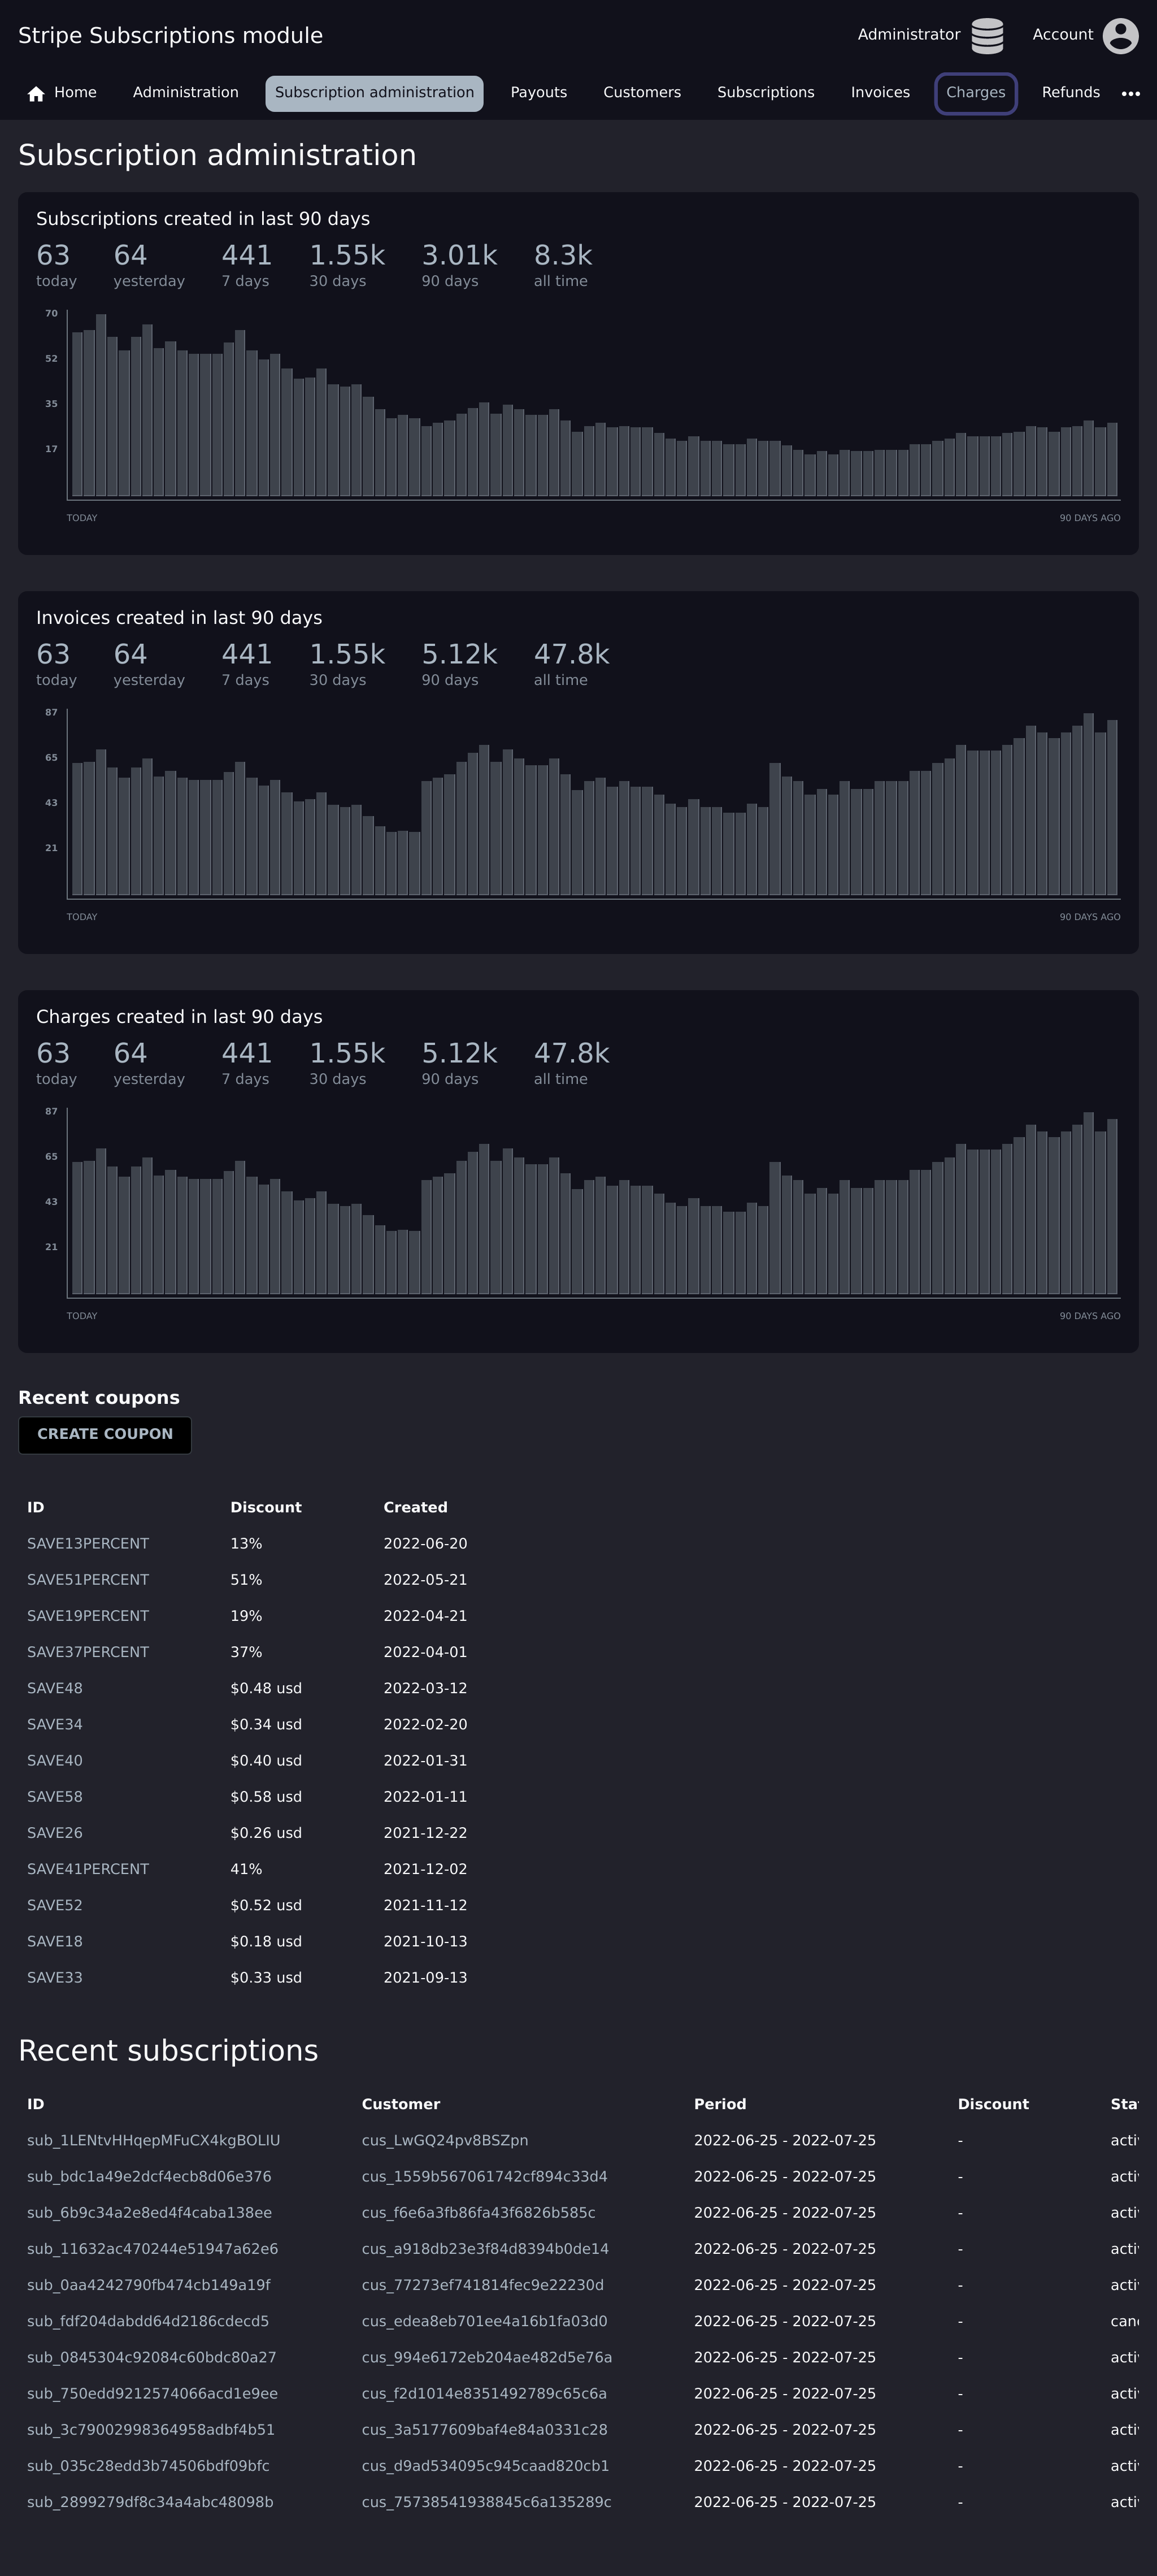 Stripe Subscriptions module
Administrator Account
Home Administration Subscription administration Payouts Customers Subscriptions Invoices Charges Refunds •••
Subscription administration
Subscriptions created in last 90 days
63 64 441 1.55k 3.01k 8.3k
today yesterday 7 days 30 days 90 days all time
70
52
35
17
TODAY 90 DAYS AGO
Invoices created in last 90 days
63 64 441 1.55k 5.12k 47.8k
today yesterday 7 days 30 days 90 days all time
87
65
43
21
TODAY 90 DAYS AGO
Charges created in last 90 days
63 64 441 1.55k 5.12k 47.8k
today yesterday 7 days 30 days 90 days all time
87
65
43
21
TODAY 90 DAYS AGO
Recent coupons
CREATE COUPON
ID Discount Created
SAVE13PERCENT 13% 2022-06-20
SAVE51PERCENT 51% 2022-05-21
SAVE19PERCENT 19% 2022-04-21
SAVE37PERCENT 37% 2022-04-01
SAVE48 $0.48 usd 2022-03-12
SAVE34 $0.34 usd 2022-02-20
SAVE40 $0.40 usd 2022-01-31
SAVE58 $0.58 usd 2022-01-11
SAVE26 $0.26 usd 2021-12-22
SAVE41PERCENT 41% 2021-12-02
SAVE52 $0.52 usd 2021-11-12
SAVE18 $0.18 usd 2021-10-13
SAVE33 $0.33 usd 2021-09-13
Recent subscriptions
ID Customer Period Discount
sub_1LENtvHHqepMFuCX4kgBOLIU cus_LwGQ24pv8BSZpn 2022-06-25 - 2022-07-25 -
sub_bdc1a49e2dcf4ecb8d06e376 cus_1559b567061742cf894c33d4 2022-06-25 - 2022-07-25 -
sub_6b9c34a2e8ed4f4caba138ee cus_f6e6a3fb86fa43f6826b585c 2022-06-25 - 2022-07-25 -
sub_11632ac470244e51947a62e6 cus_a918db23e3f84d8394b0de14 2022-06-25 - 2022-07-25 -
sub_0aa4242790fb474cb149a19f cus_77273ef741814fec9e22230d 2022-06-25 - 2022-07-25 -
sub_fdf204dabdd64d2186cdecd5 cus_edea8eb701ee4a16b1fa03d0 2022-06-25 - 2022-07-25 -
sub_0845304c92084c60bdc80a27 cus_994e6172eb204ae482d5e76a 2022-06-25 - 2022-07-25 -
sub_750edd9212574066acd1e9ee cus_f2d1014e8351492789c65c6a 2022-06-25 - 2022-07-25 -
sub_3c79002998364958adbf4b51 cus_3a5177609baf4e84a0331c28 2022-06-25 - 2022-07-25 -
sub_035c28edd3b74506bdf09bfc cus_d9ad534095c945caad820cb1 2022-06-25 - 2022-07-25 -
sub_2899279df8c34a4abc48098b cus_75738541938845c6a135289c 2022-06-25 - 2022-07-25 -